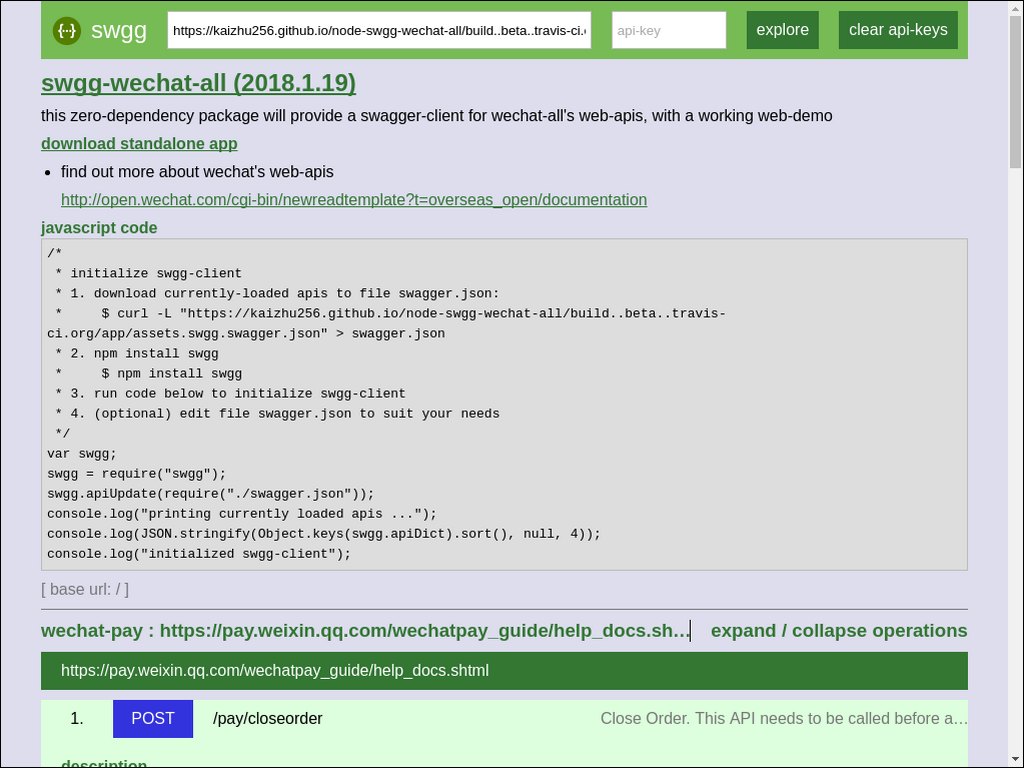 {··} swgg https://kaizhu256.github.io/node-swgg-wechat-all/build..beta..travis-ci. api-key explore clear api-keys
swgg-wechat-all (2018.1.19)
this zero-dependency package will provide a swagger-client for wechat-all's web-apis, with a working web-demo
download standalone app
• find out more about wechat's web-apis
http://open.wechat.com/cgi-bin/newreadtemplate?t=overseas_open/documentation
javascript code
/*
 * initialize swgg-client
 * 1. download currently-loaded apis to file swagger.json:
 *     $ curl -L "https://kaizhu256.github.io/node-swgg-wechat-all/build..beta..travis-
ci.org/app/assets.swgg.swagger.json" > swagger.json
 * 2. npm install swgg
 *     $ npm install swgg
 * 3. run code below to initialize swgg-client
 * 4. (optional) edit file swagger.json to suit your needs
 */
var swgg;
swgg = require("swgg");
swgg.apiUpdate(require("./swagger.json"));
console.log("printing currently loaded apis ...");
console.log(JSON.stringify(Object.keys(swgg.apiDict).sort(), null, 4));
console.log("initialized swgg-client");
[ base url: / ]
wechat-pay : https://pay.weixin.qq.com/wechatpay_guide/help_docs.sh… expand / collapse operations
https://pay.weixin.qq.com/wechatpay_guide/help_docs.shtml
1. POST /pay/closeorder Close Order. This API needs to be called before a…
description